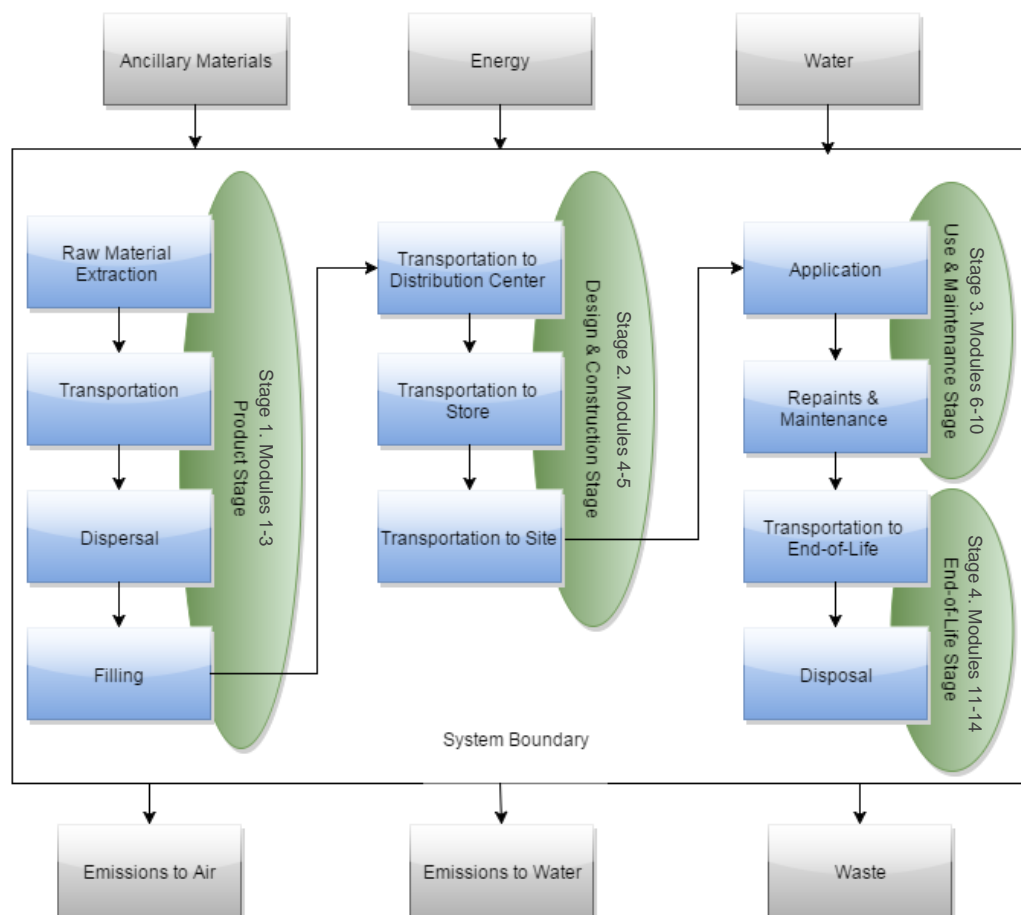 Ancillary Materials
Energy
Water
Raw Material
Extraction
Transportation
Dispersal
Filling
Stage 1. Modules 1-3
Product Stage
Transportation to
Distribution Center
Transportation to
Store
Transportation to Site
Stage 2. Modules 4-5
Design & Construction Stage
Application
Repaints &
Maintenance
Stage 3. Modules 6-10
Use & Maintenance Stage
Transportation to
End-of-Life
Disposal
Stage 4. Modules 11-14
End-of-Life Stage
System Boundary
Emissions to Air
Emissions to Water
Waste